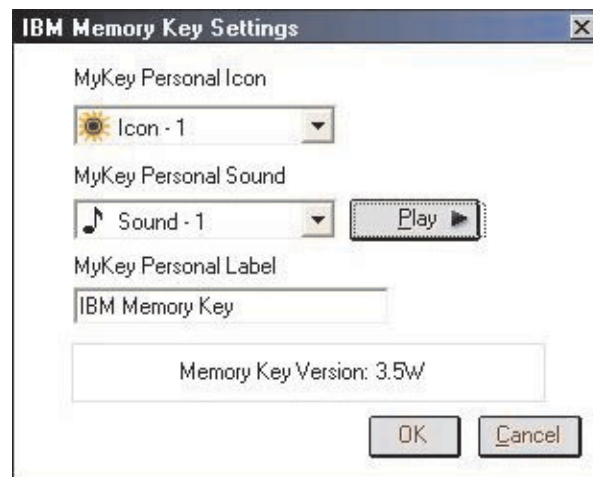 IBM Memory Key Settings
MyKey Personal Icon
Icon - 1
MyKey Personal Sound
Sound - 1 Play
MyKey Personal Label
IBM Memory Key
Memory Key Version: 3.5W
OK Cancel